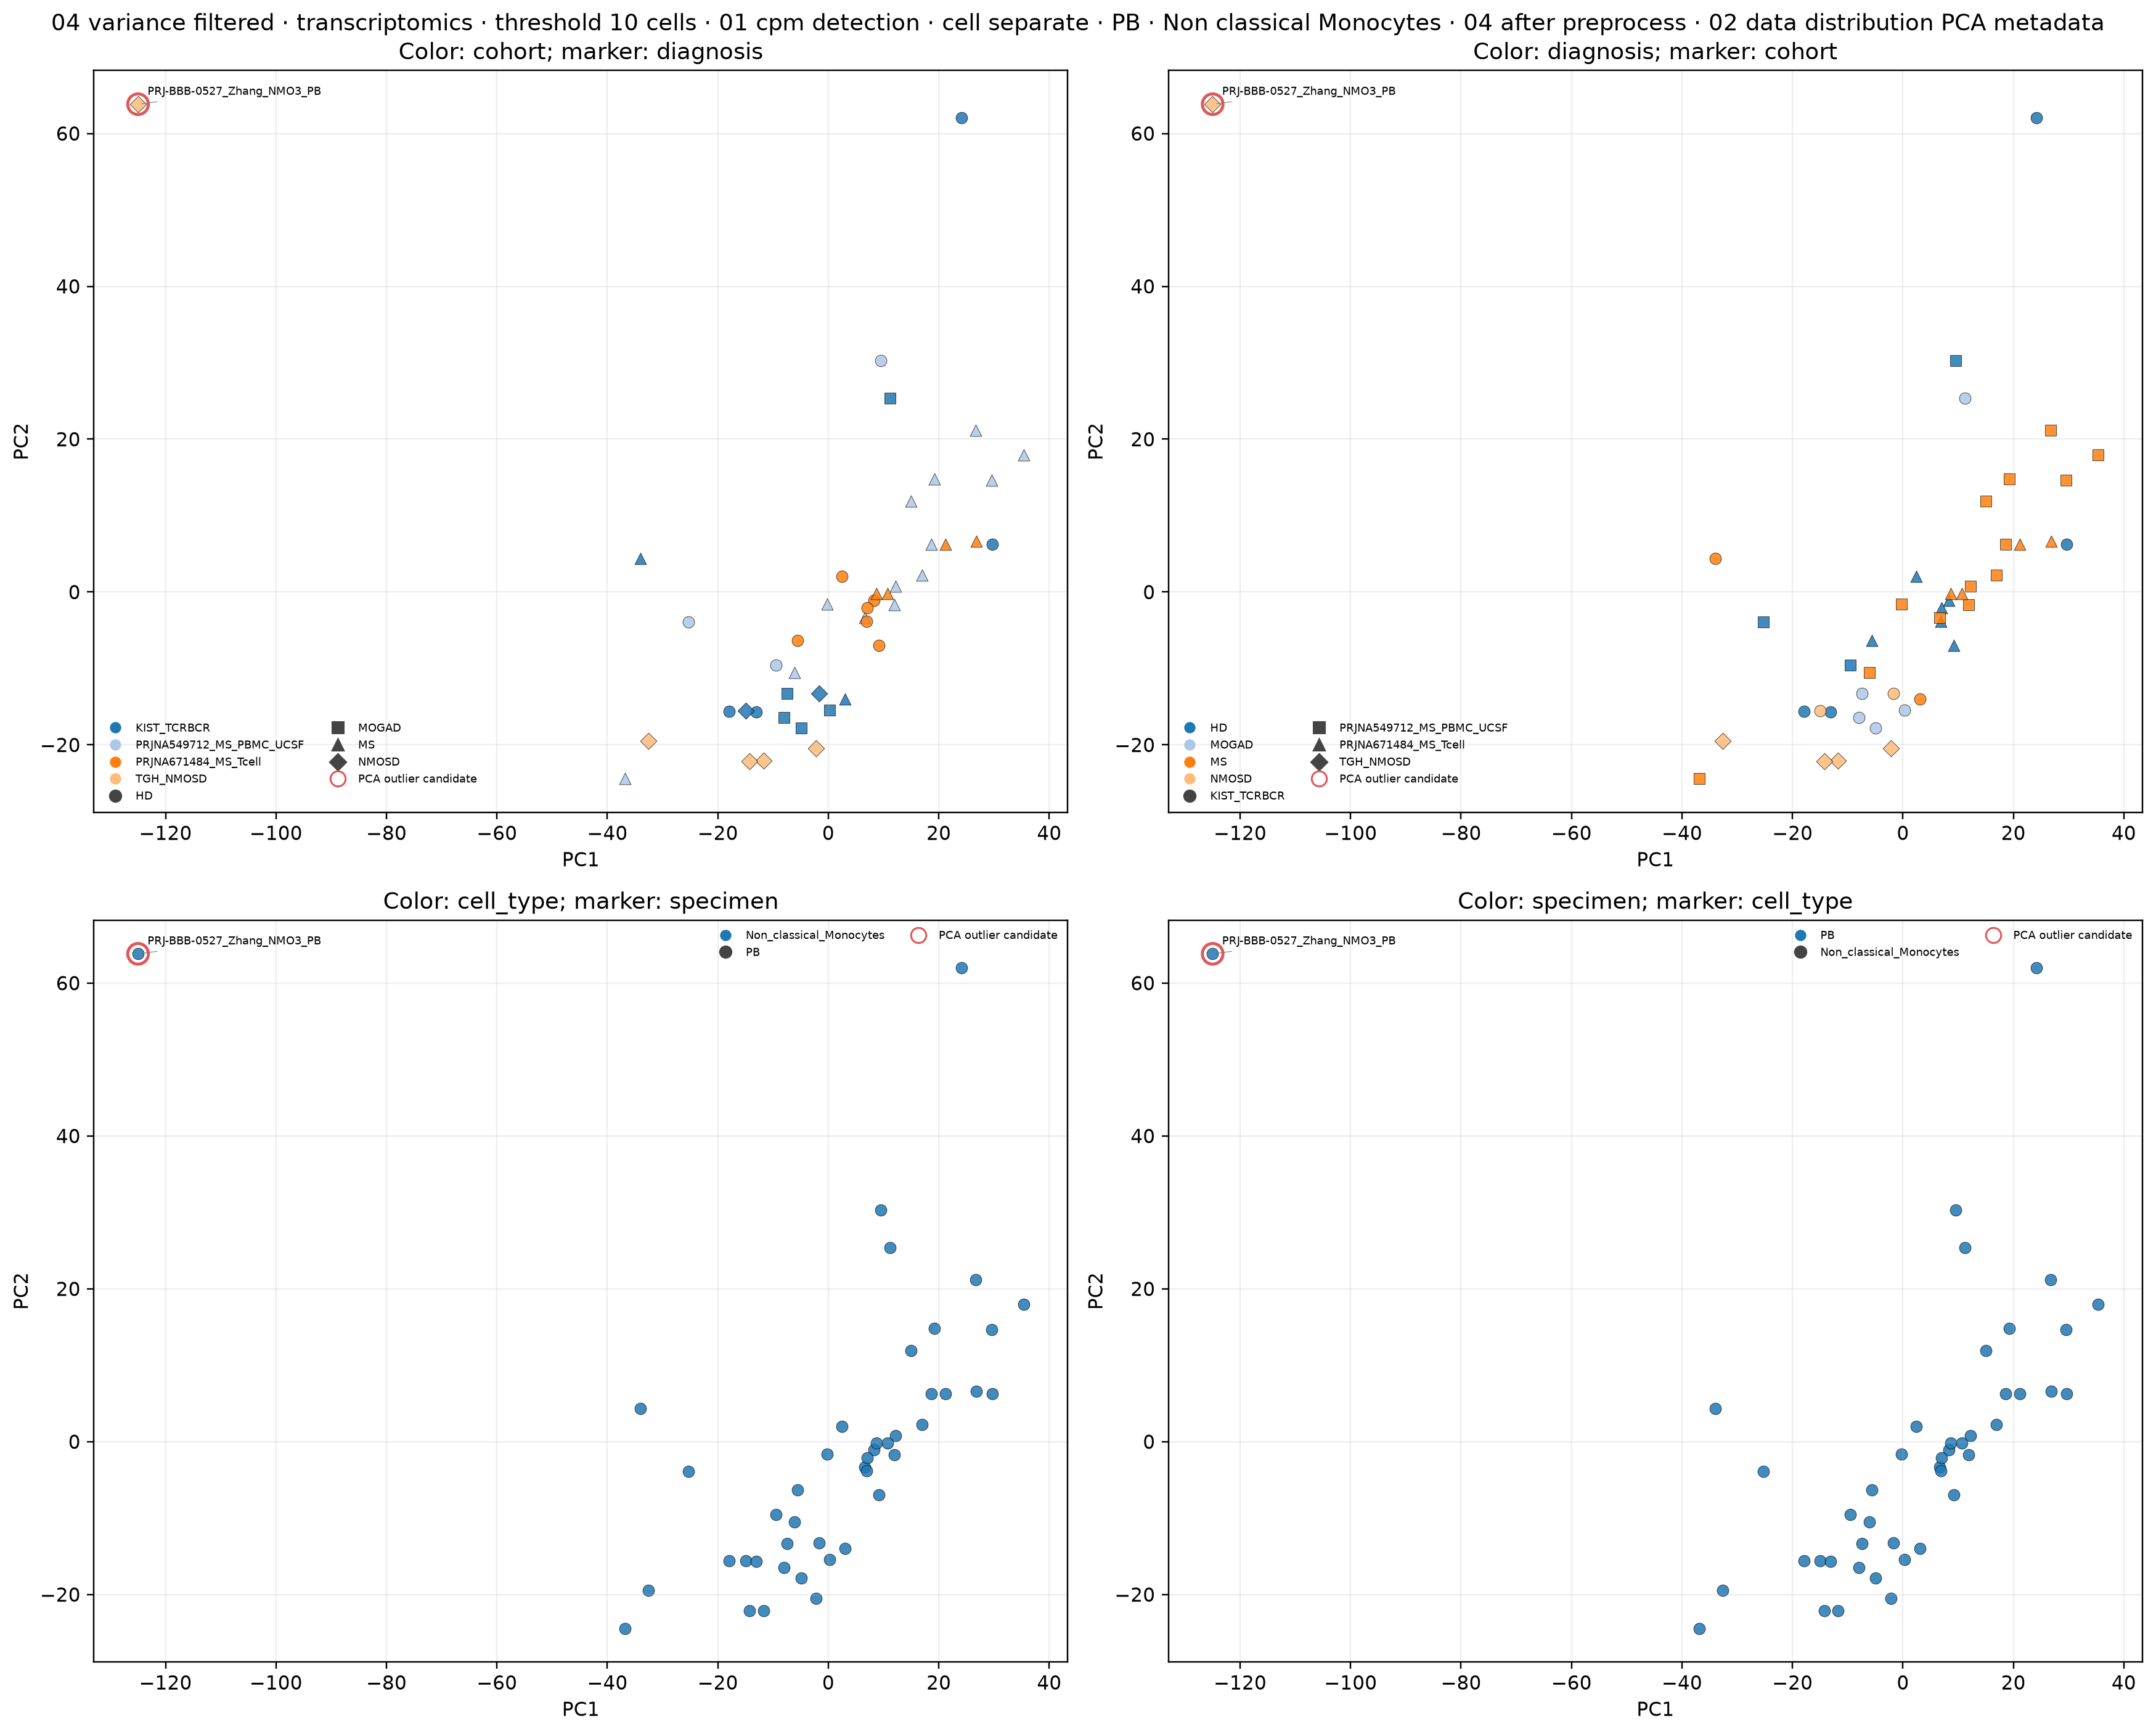 04 variance filtered · transcriptomics · threshold 10 cells · 01 cpm detection · cell separate · PB · Non classical Monocytes · 04 after preprocess · 02 data distribution PCA metadata
Color: cohort; marker: diagnosis
PRJ-BBB-0527_Zhang_NMO3_PB
60
40
20
0
−20
PC2
KIST_TCRBCR
PRJNA549712_MS_PBMC_UCSF
PRJNA671484_MS_Tcell
TGH_NMOSD
HD
MOGAD
MS
NMOSD
PCA outlier candidate
−120 −100 −80 −60 −40 −20 0 20 40
PC1
Color: diagnosis; marker: cohort
PRJ-BBB-0527_Zhang_NMO3_PB
60
40
20
0
−20
PC2
HD
MOGAD
MS
NMOSD
KIST_TCRBCR
PRJNA549712_MS_PBMC_UCSF
PRJNA671484_MS_Tcell
TGH_NMOSD
PCA outlier candidate
−120 −100 −80 −60 −40 −20 0 20 40
PC1
Color: cell_type; marker: specimen
PRJ-BBB-0527_Zhang_NMO3_PB
Non_classical_Monocytes
PB
PCA outlier candidate
60
40
20
0
−20
PC2
−120 −100 −80 −60 −40 −20 0 20 40
PC1
Color: specimen; marker: cell_type
PRJ-BBB-0527_Zhang_NMO3_PB
PB
Non_classical_Monocytes
PCA outlier candidate
60
40
20
0
−20
PC2
−120 −100 −80 −60 −40 −20 0 20 40
PC1